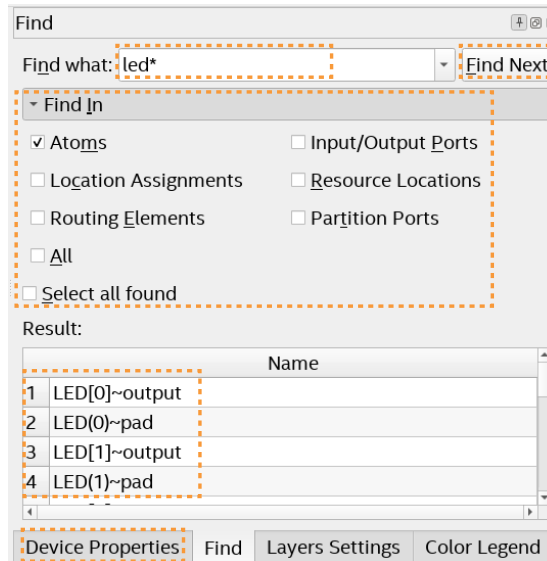 Find
Find what: led* Find Next
Find In
Atoms Input/Output Ports
Location Assignments Resource Locations
Routing Elements Partition Ports
All
Select all found
Result:
Name
1 LED[0]~output
2 LED(0)~pad
3 LED[1]~output
4 LED(1)~pad
Device Properties Find Layers Settings Color Legend